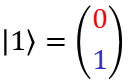 |1⟩ = (0
1)